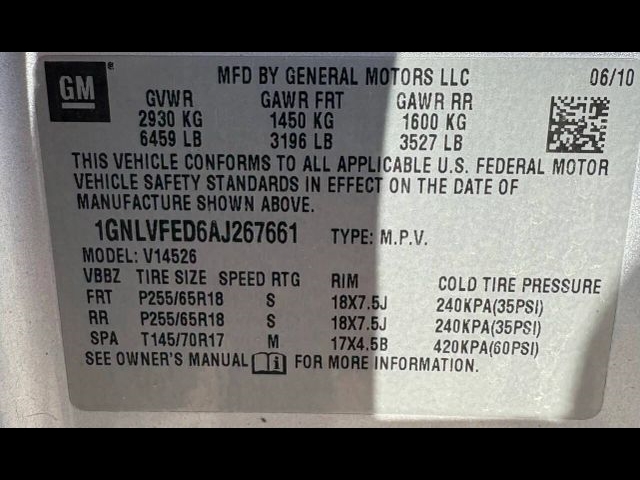 GM ®
MFD BY GENERAL MOTORS LLC 06/10
GVWR GAWR FRT GAWR RR
2930 KG 1450 KG 1600 KG
6459 LB 3196 LB 3527 LB
THIS VEHICLE CONFORMS TO ALL APPLICABLE U.S. FEDERAL MOTOR
VEHICLE SAFETY STANDARDS IN EFFECT ON THE DATE OF
MANUFACTURE SHOWN ABOVE.
1GNLVFED6AJ267661 TYPE: M.P.V.
MODEL: V14526
VBBZ TIRE SIZE SPEED RTG RIM COLD TIRE PRESSURE
FRT P255/65R18 S 18X7.5J 240KPA(35PSI)
RR P255/65R18 S 18X7.5J 240KPA(35PSI)
SPA T145/70R17 M 17X4.5B 420KPA(60PSI)
SEE OWNER'S MANUAL FOR MORE INFORMATION.